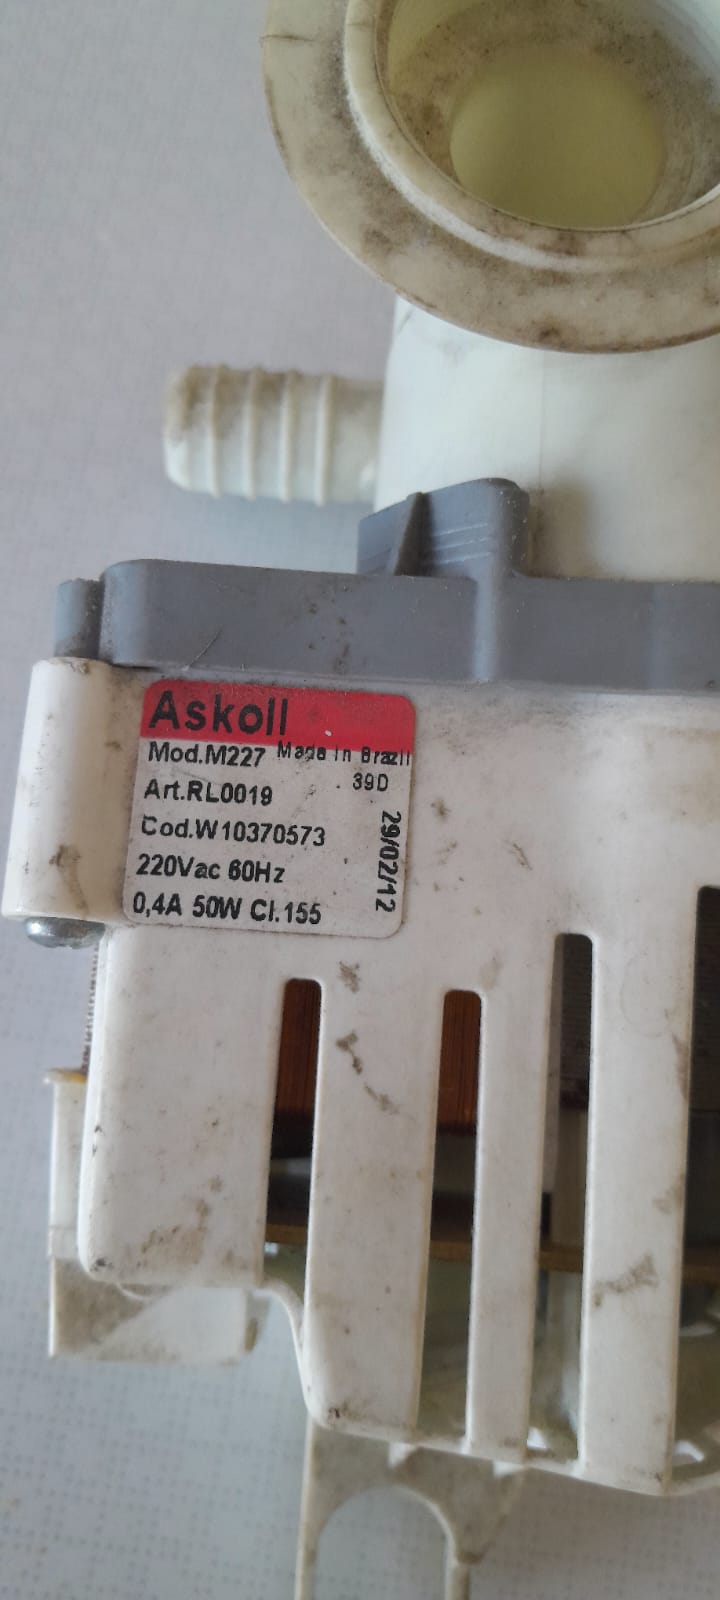 Askoll
Mod.M227 Made in Brazil
39D
Art.RL0019
Cod.W10370573
220Vac 60Hz
0,4A 50W Cl.155
29/02/12